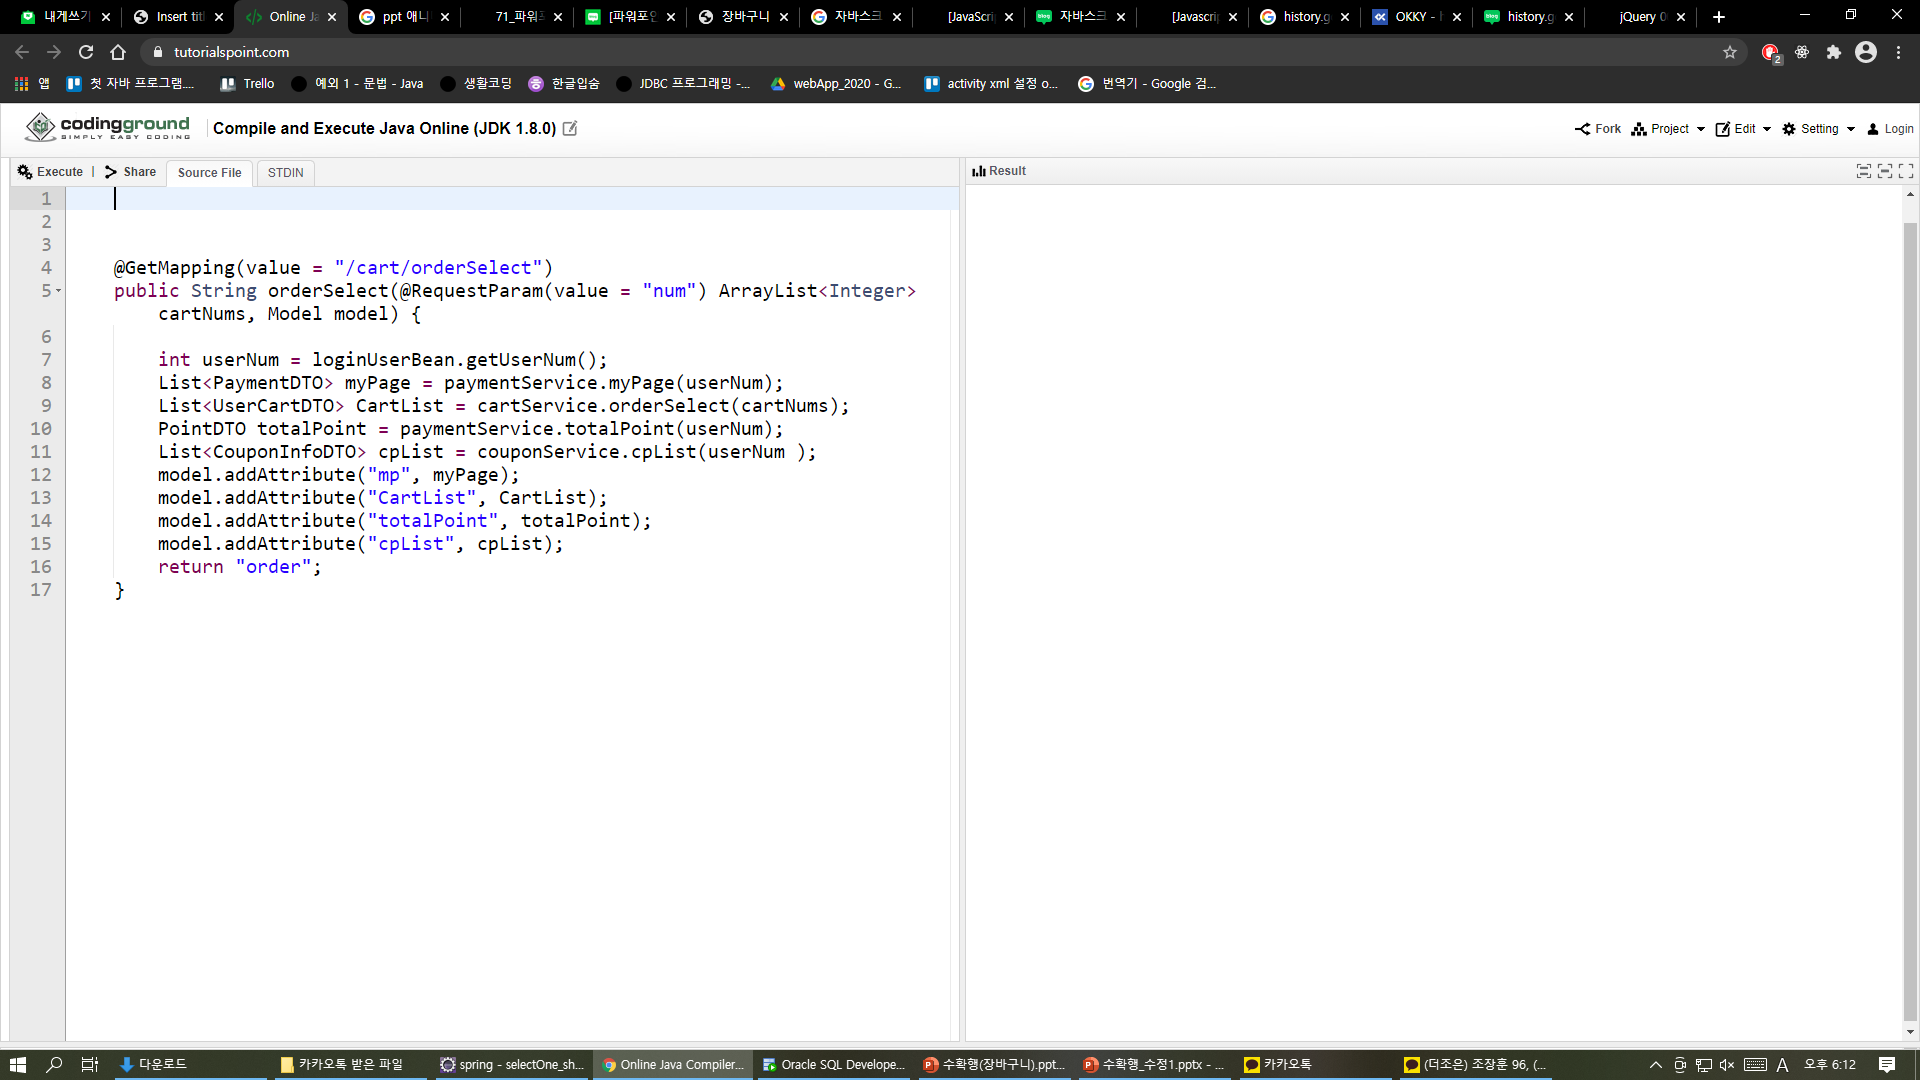 내게쓰기
Insert titl
Online Ja
ppt 애니
71_파워포
[파워포인
장바구니
자바스크
[JavaScri
자바스크
[Javascri
history.g
OKKY -
history.g
jQuery
tutorialspoint.com
2
앱
첫 자바 프로그램....
Trello
예외 1 - 문법 - Java
생활코딩
한글입숨
JDBC 프로그래밍 -...
webApp_2020 - G...
activity xml 설정 o...
번역기 - Google 검...
codingground
SIMPLY EASY CODING
Compile and Execute Java Online (JDK 1.8.0)
Fork
Project
Edit
Setting
Login
Execute | Share
Source File
STDIN
Result
1
2
3
4 @GetMapping(value = "/cart/orderSelect")
5 public String orderSelect(@RequestParam(value = "num") ArrayList<Integer>
cartNums, Model model) {
6
7 int userNum = loginUserBean.getUserNum();
8 List<PaymentDTO> myPage = paymentService.myPage(userNum);
9 List<UserCartDTO> CartList = cartService.orderSelect(cartNums);
10 PointDTO totalPoint = paymentService.totalPoint(userNum);
11 List<CouponInfoDTO> cpList = couponService.cpList(userNum );
12 model.addAttribute("mp", myPage);
13 model.addAttribute("CartList", CartList);
14 model.addAttribute("totalPoint", totalPoint);
15 model.addAttribute("cpList", cpList);
16 return "order";
17 }
다운로드
카카오톡 받은 파일
spring - selectOne_sh...
Online Java Compiler...
Oracle SQL Develope...
수확행(장바구니).ppt...
수확행_수정1.pptx - ...
카카오톡
(더조은) 조장훈 96, (...
A
오후 6:12